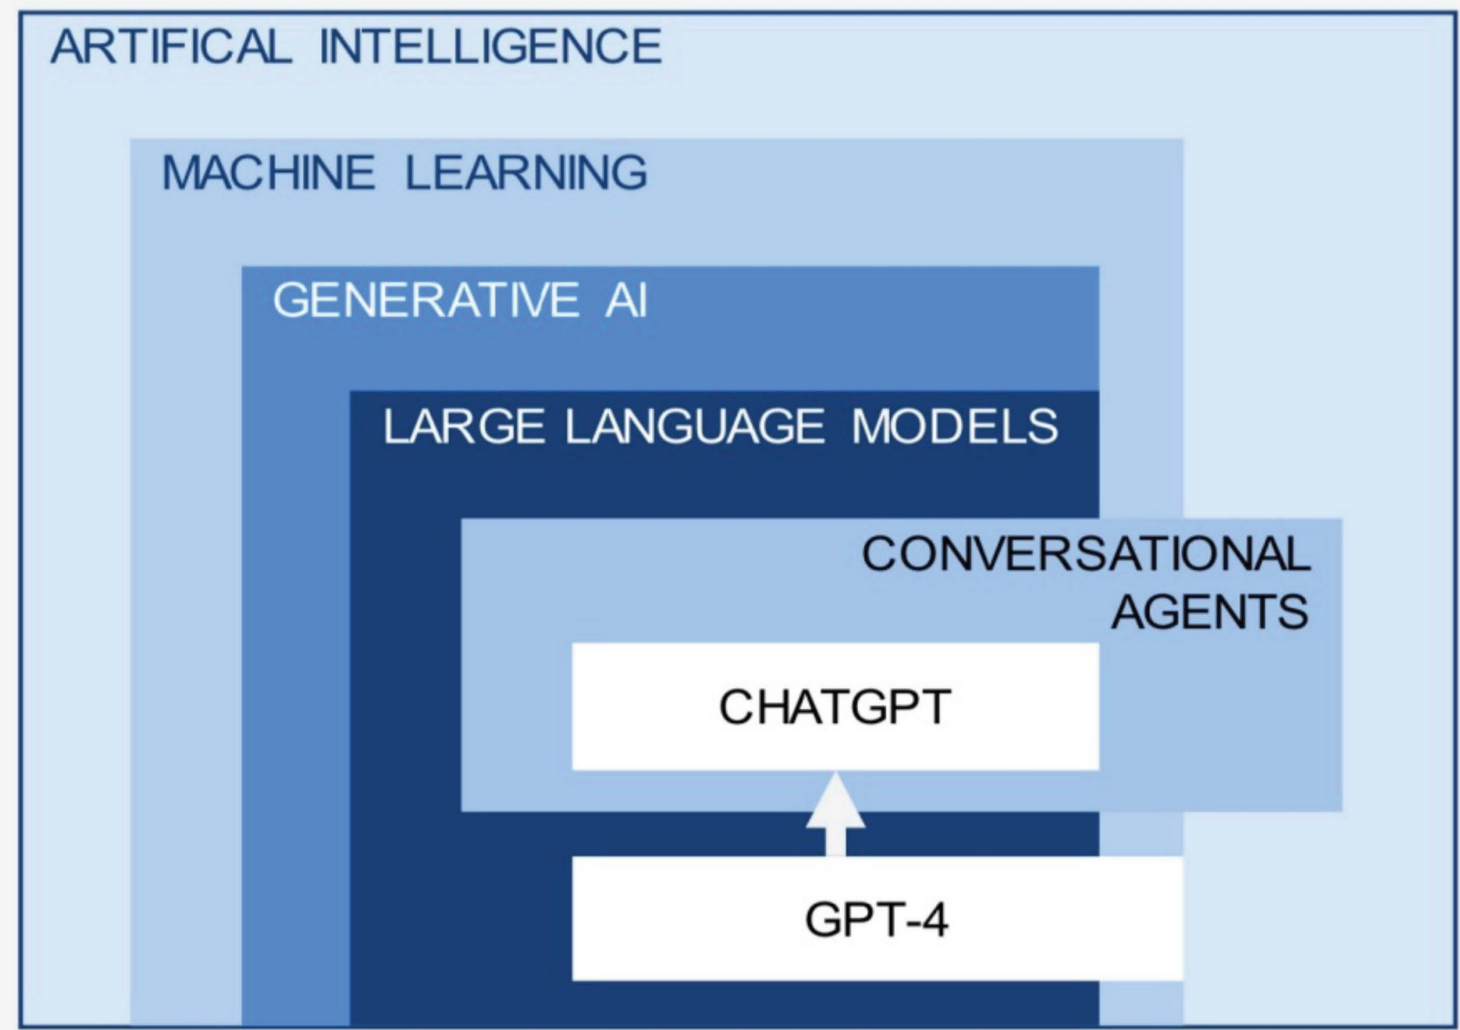 ARTIFICAL INTELLIGENCE
MACHINE LEARNING
GENERATIVE AI
LARGE LANGUAGE MODELS
CONVERSATIONAL
AGENTS
CHATGPT
GPT-4